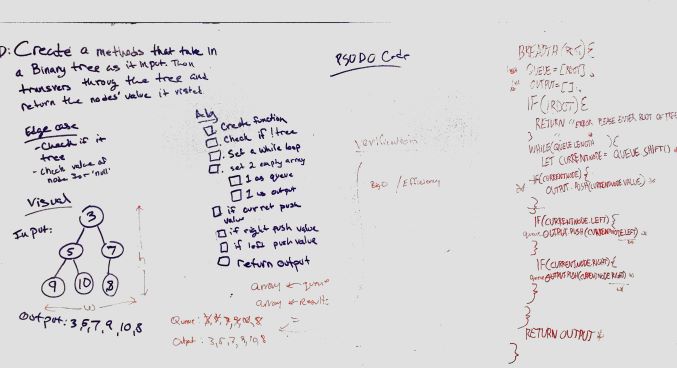 D: Create a methods that take in
a Binary tree as it input. Then
transvers throug the tree and
return the nodes' value it visted
Edge case
- Check if it
tree
- check value of
node 3 or 'null'
Visual
Input:
3
5 7
9 10 8
h
w
Output: 3,5,7,9,10,8
Alg
Create function
Check if !tree
. Set a while loop
. set 2 empty array
1 as queue
1 as output
if current push
value
if right push value
if left push value
return output
array ← queue
array ← Results
Queue: 3, 5, 7, 9, 10, 8
Output: 3,5,7,9,10,8
PSODO Code
verification
BigO / Efficiency
BREADTH (RT) {
QUEUE = [ROOT];
OUTPUT = [];
IF (!ROOT) {
RETURN "ERROR PLEASE ENTER ROOT OF TREE
}
WHILE (QUEUE.LENGTH) {
LET CURRENTNODE = QUEUE.SHIFT()
IF (CURRENTNODE) {
OUTPUT.PUSH (CURRENTNODE.VALUE)
}
IF (CURRENTNODE.LEFT) {
queue OUTPUT.PUSH (CURRENTNODE.LEFT)
}
IF (CURRENTNODE.RIGHT) {
queue OUTPUT.PUSH (CURRENTNODE.RIGHT)
}
}
}
RETURN OUTPUT
}